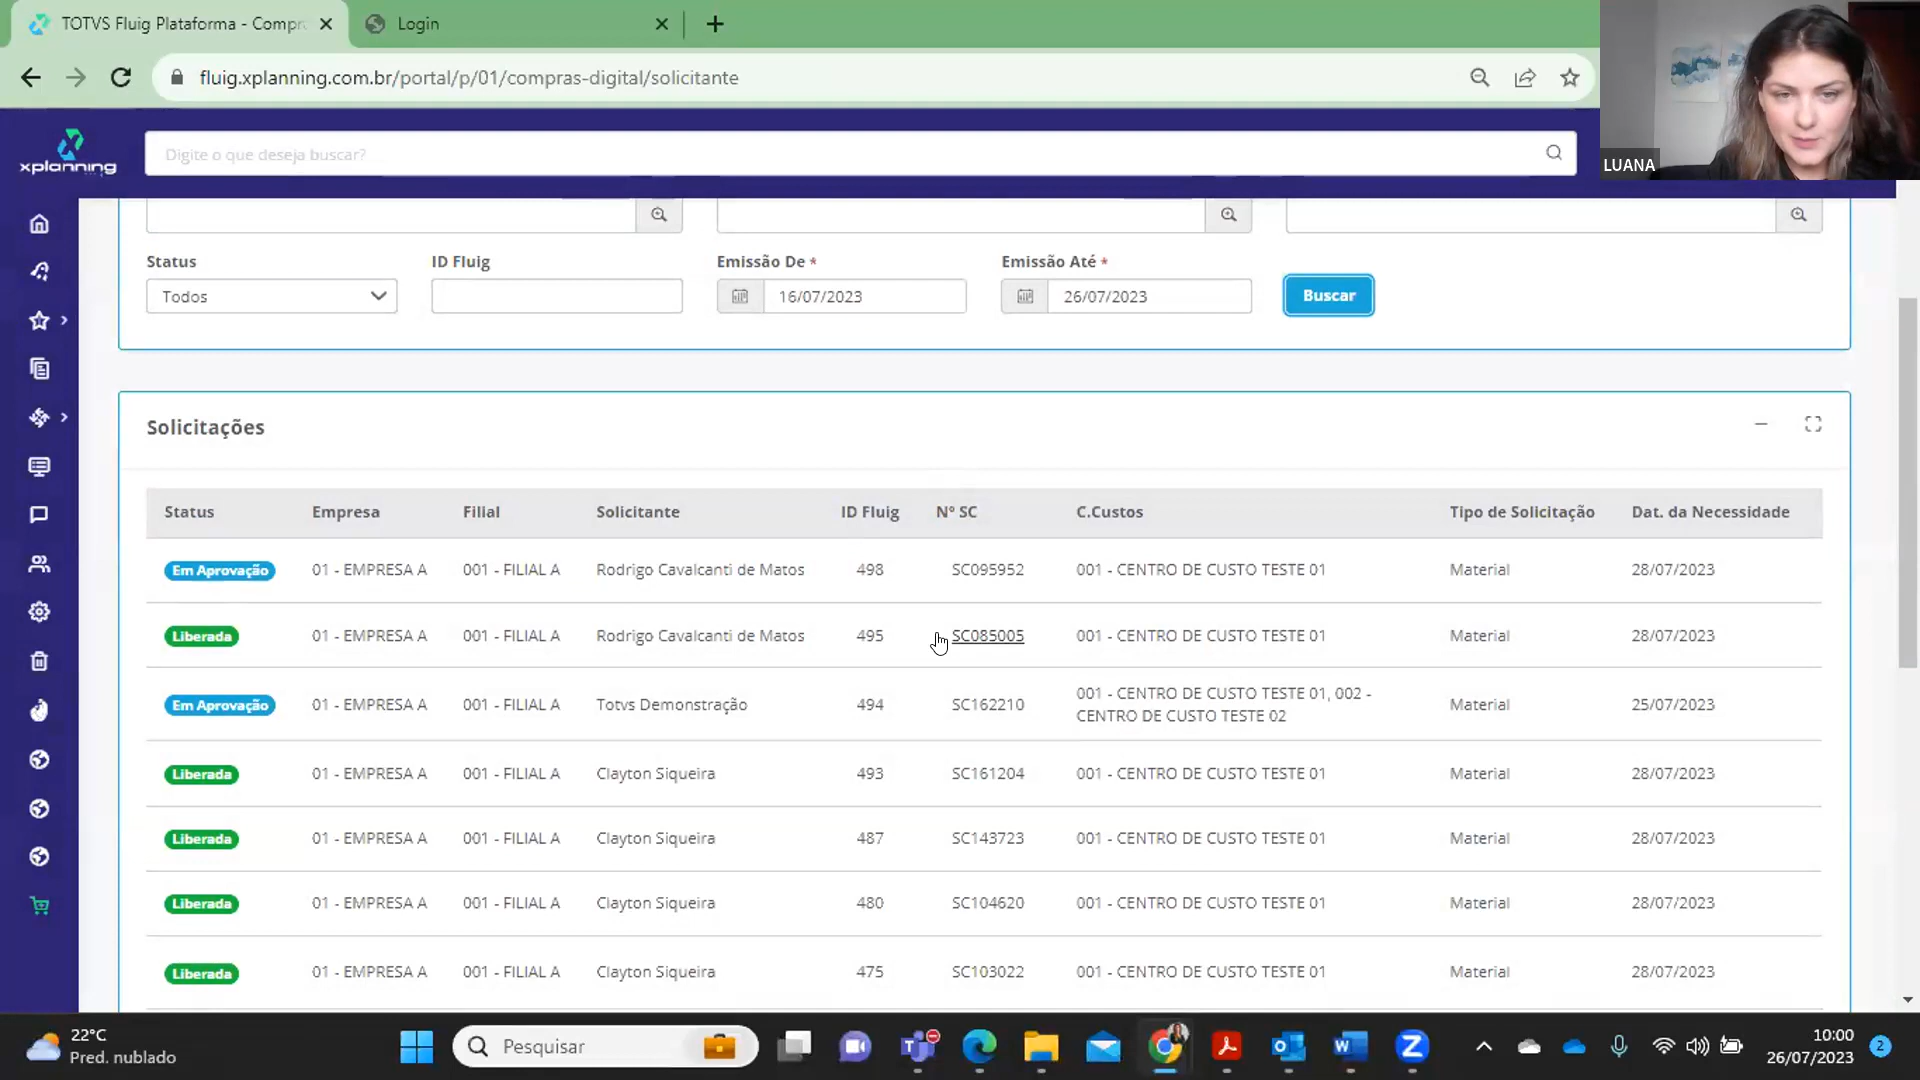 TOTVS Fluig Plataforma - Compr
Login
fluig.xplanning.com.br/portal/p/01/compras-digital/solicitante
LUANA
xplanning
Digite o que deseja buscar?
Status
ID Fluig
Emissão De *
Emissão Até *
Todos
16/07/2023
26/07/2023
Buscar
Solicitações
Status Empresa Filial Solicitante ID Fluig Nº SC C.Custos Tipo de Solicitação Dat. da Necessidade
Em Aprovação 01 - EMPRESA A 001 - FILIAL A Rodrigo Cavalcanti de Matos 498 SC095952 001 - CENTRO DE CUSTO TESTE 01 Material 28/07/2023
Liberada 01 - EMPRESA A 001 - FILIAL A Rodrigo Cavalcanti de Matos 495 SC085005 001 - CENTRO DE CUSTO TESTE 01 Material 28/07/2023
Em Aprovação 01 - EMPRESA A 001 - FILIAL A Totvs Demonstração 494 SC162210 001 - CENTRO DE CUSTO TESTE 01, 002 - Material 25/07/2023
CENTRO DE CUSTO TESTE 02
Liberada 01 - EMPRESA A 001 - FILIAL A Clayton Siqueira 493 SC161204 001 - CENTRO DE CUSTO TESTE 01 Material 28/07/2023
Liberada 01 - EMPRESA A 001 - FILIAL A Clayton Siqueira 487 SC143723 001 - CENTRO DE CUSTO TESTE 01 Material 28/07/2023
Liberada 01 - EMPRESA A 001 - FILIAL A Clayton Siqueira 480 SC104620 001 - CENTRO DE CUSTO TESTE 01 Material 28/07/2023
Liberada 01 - EMPRESA A 001 - FILIAL A Clayton Siqueira 475 SC103022 001 - CENTRO DE CUSTO TESTE 01 Material 28/07/2023
22°C
Pred. nublado
Pesquisar
10:00
26/07/2023
2